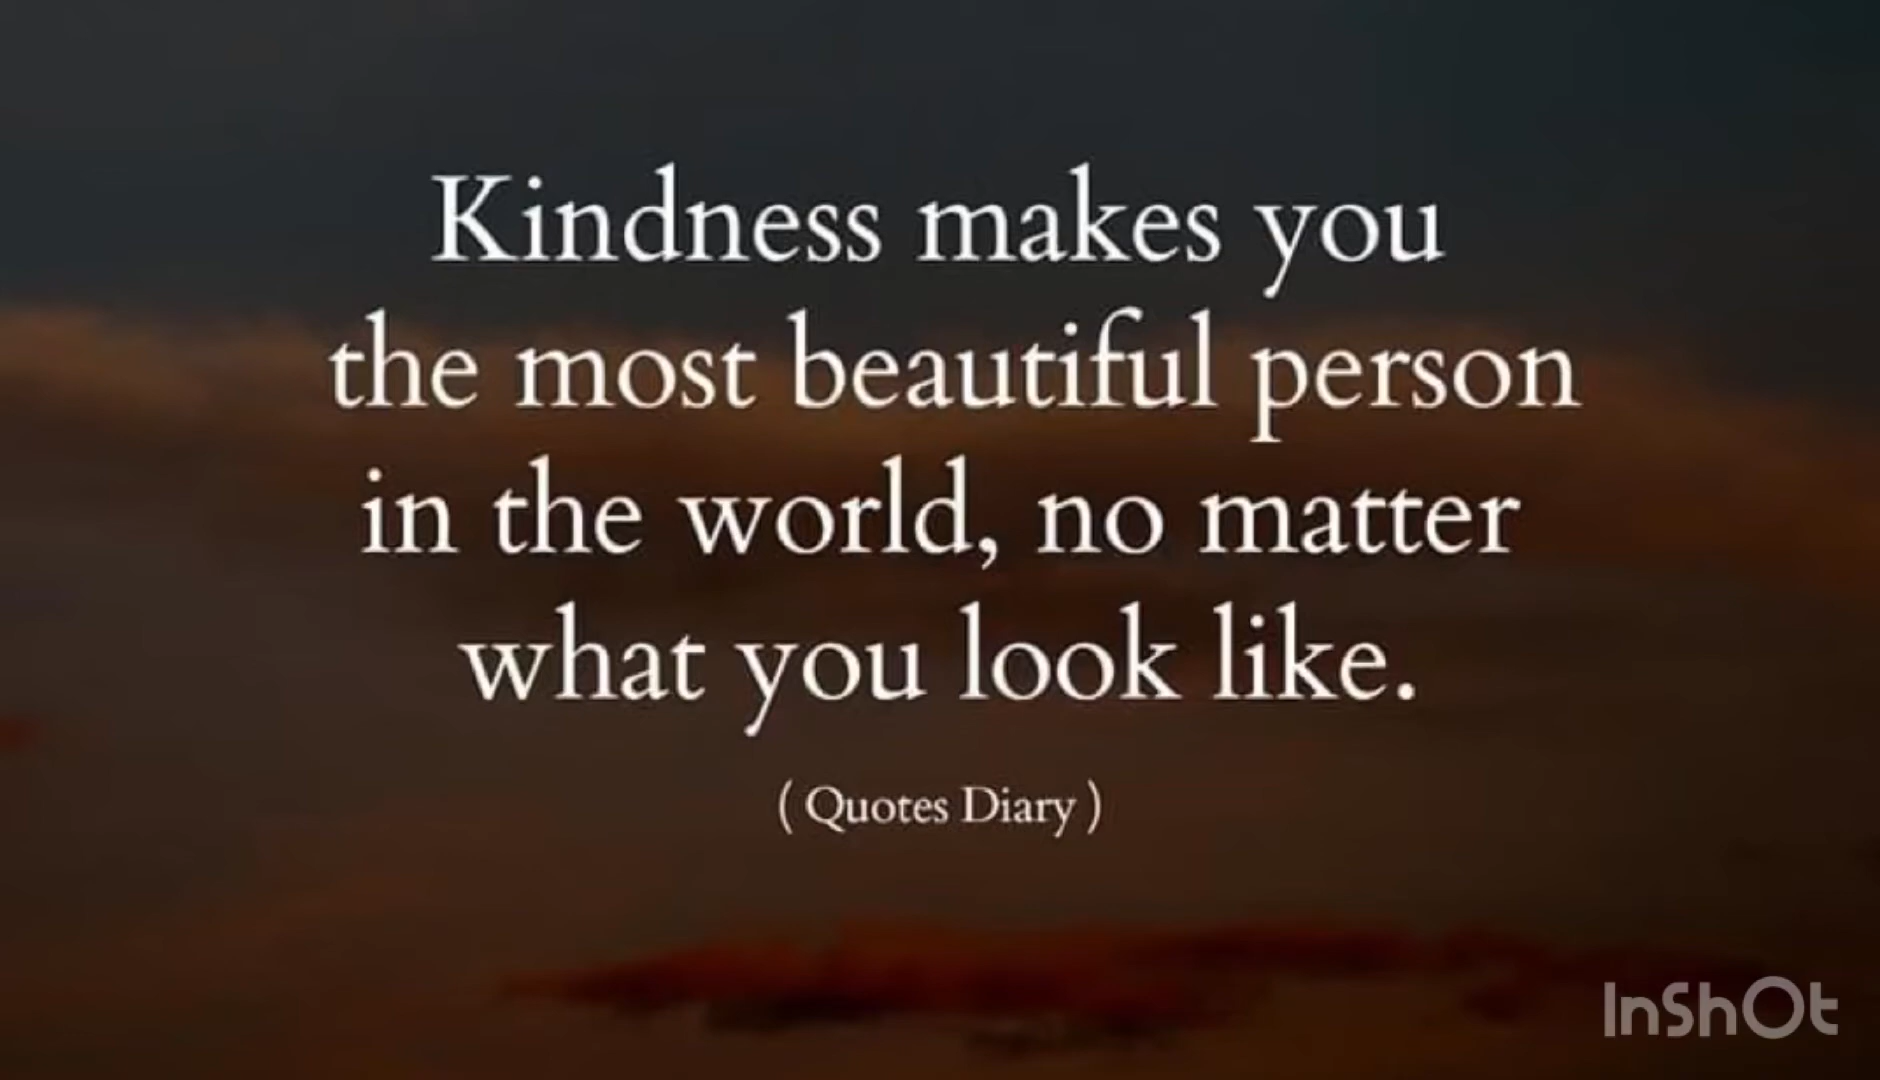 Kindness makes you
the most beautiful person
in the world, no matter
what you look like.
( Quotes Diary )
InShOt